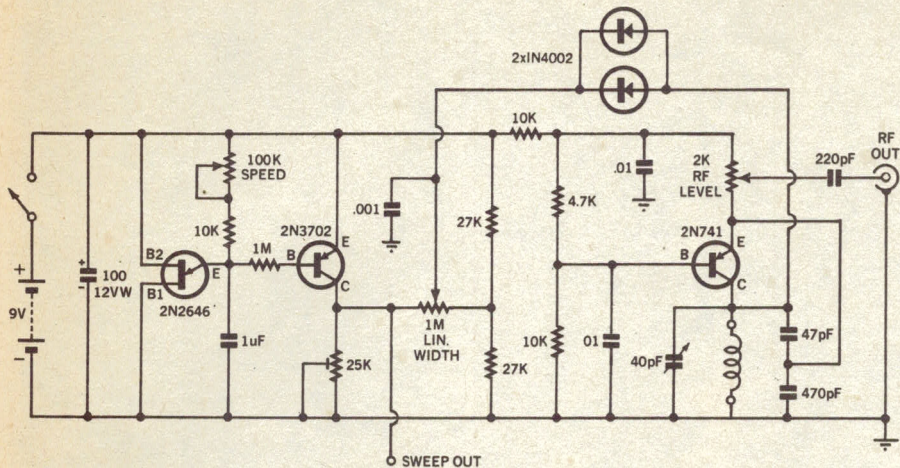 2xIN4002
10K
RF
OUT
100K
SPEED
.01
2K
RF
LEVEL
220pF
.001
4.7K
10K
27K
2N3702
2N741
1M
B
E
C
B
E
C
B2
E
B1
+
100
-
12VW
2N2646
+
9V
-
1uF
25K
1M
LIN.
WIDTH
27K
10K
01
40pF
47pF
470pF
SWEEP OUT